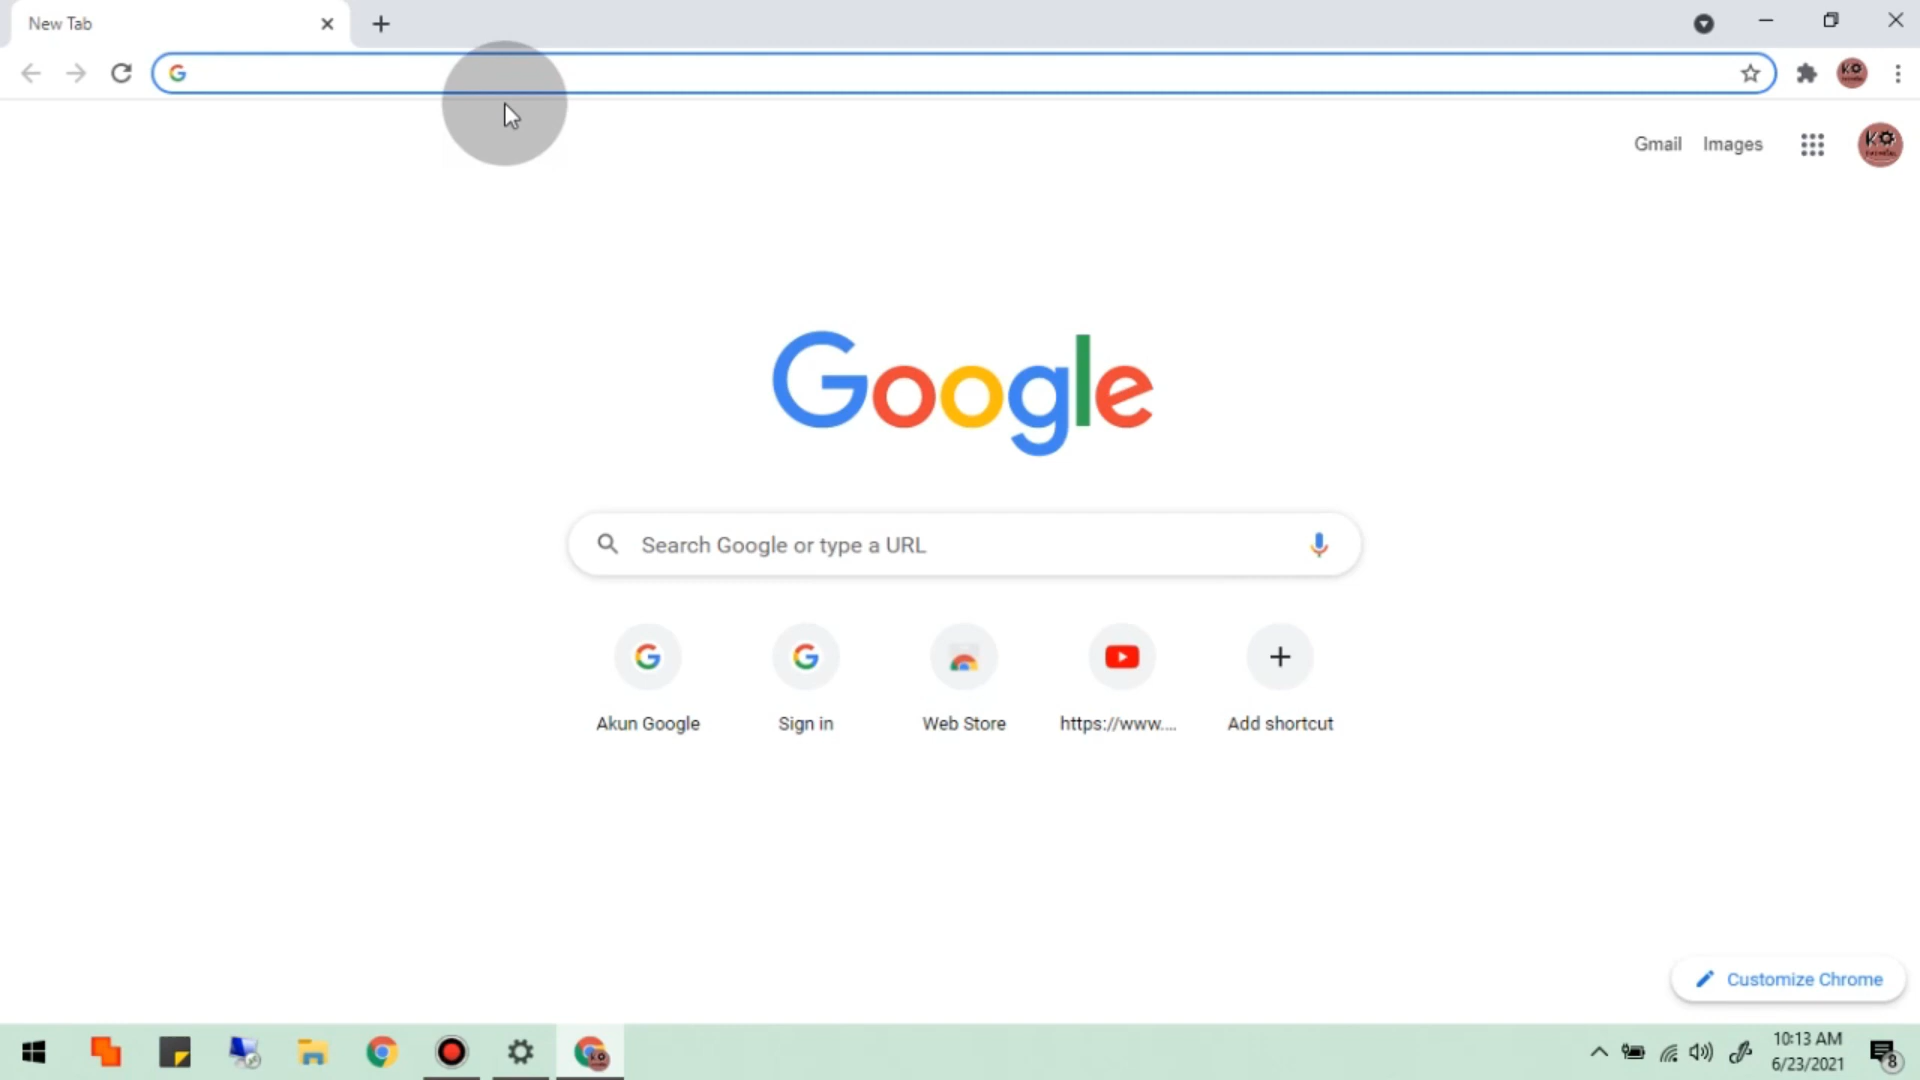 New Tab
Gmail Images
Google
Search Google or type a URL
Akun Google
Sign in
Web Store
https://www....
Add shortcut
Customize Chrome
10:13 AM
6/23/2021
8